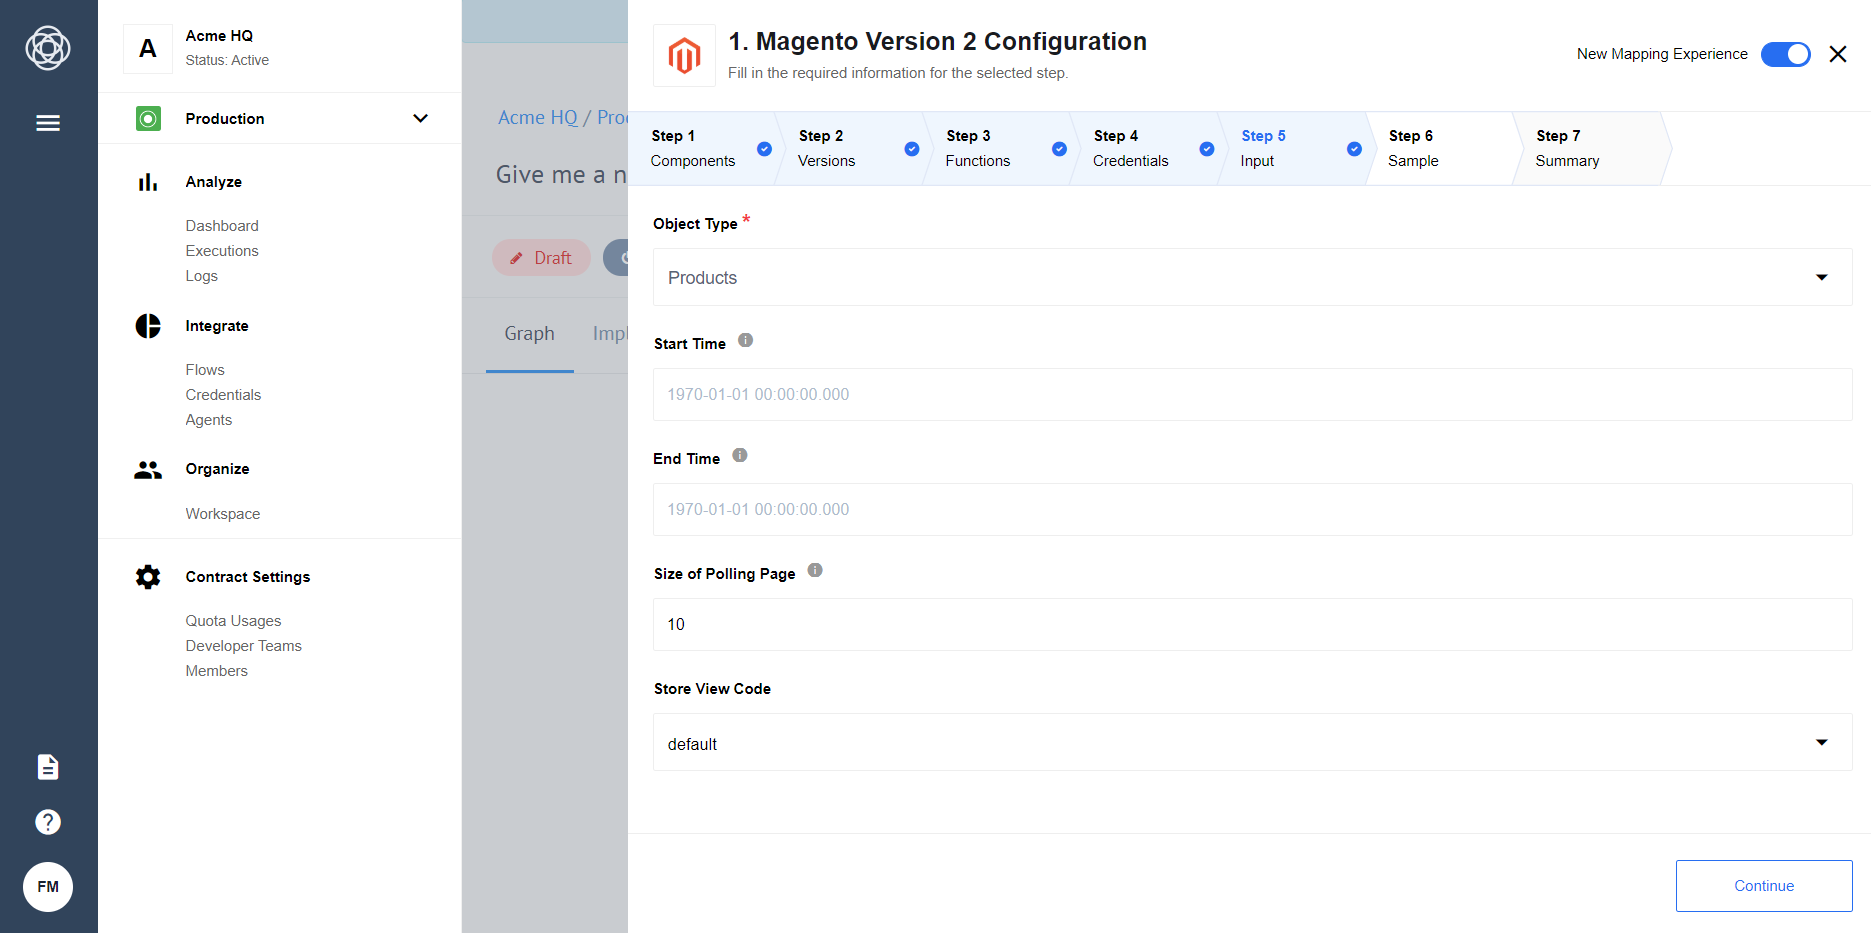 A
Acme HQ
Status: Active
Production
Analyze
Dashboard
Executions
Logs
Integrate
Flows
Credentials
Agents
Organize
Workspace
Contract Settings
Quota Usages
Developer Teams
Members
FM
Acme HQ / Prod
Give me a n
Draft
Graph
Impl
1. Magento Version 2 Configuration
Fill in the required information for the selected step.
New Mapping Experience
Step 1
Components
Step 2
Versions
Step 3
Functions
Step 4
Credentials
Step 5
Input
Step 6
Sample
Step 7
Summary
Object Type *
Products
Start Time
1970-01-01 00:00:00.000
End Time
1970-01-01 00:00:00.000
Size of Polling Page
10
Store View Code
default
Continue